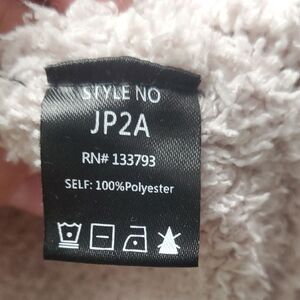 STYLE NO
JP2A
RN# 133793
SELF: 100%Polyester